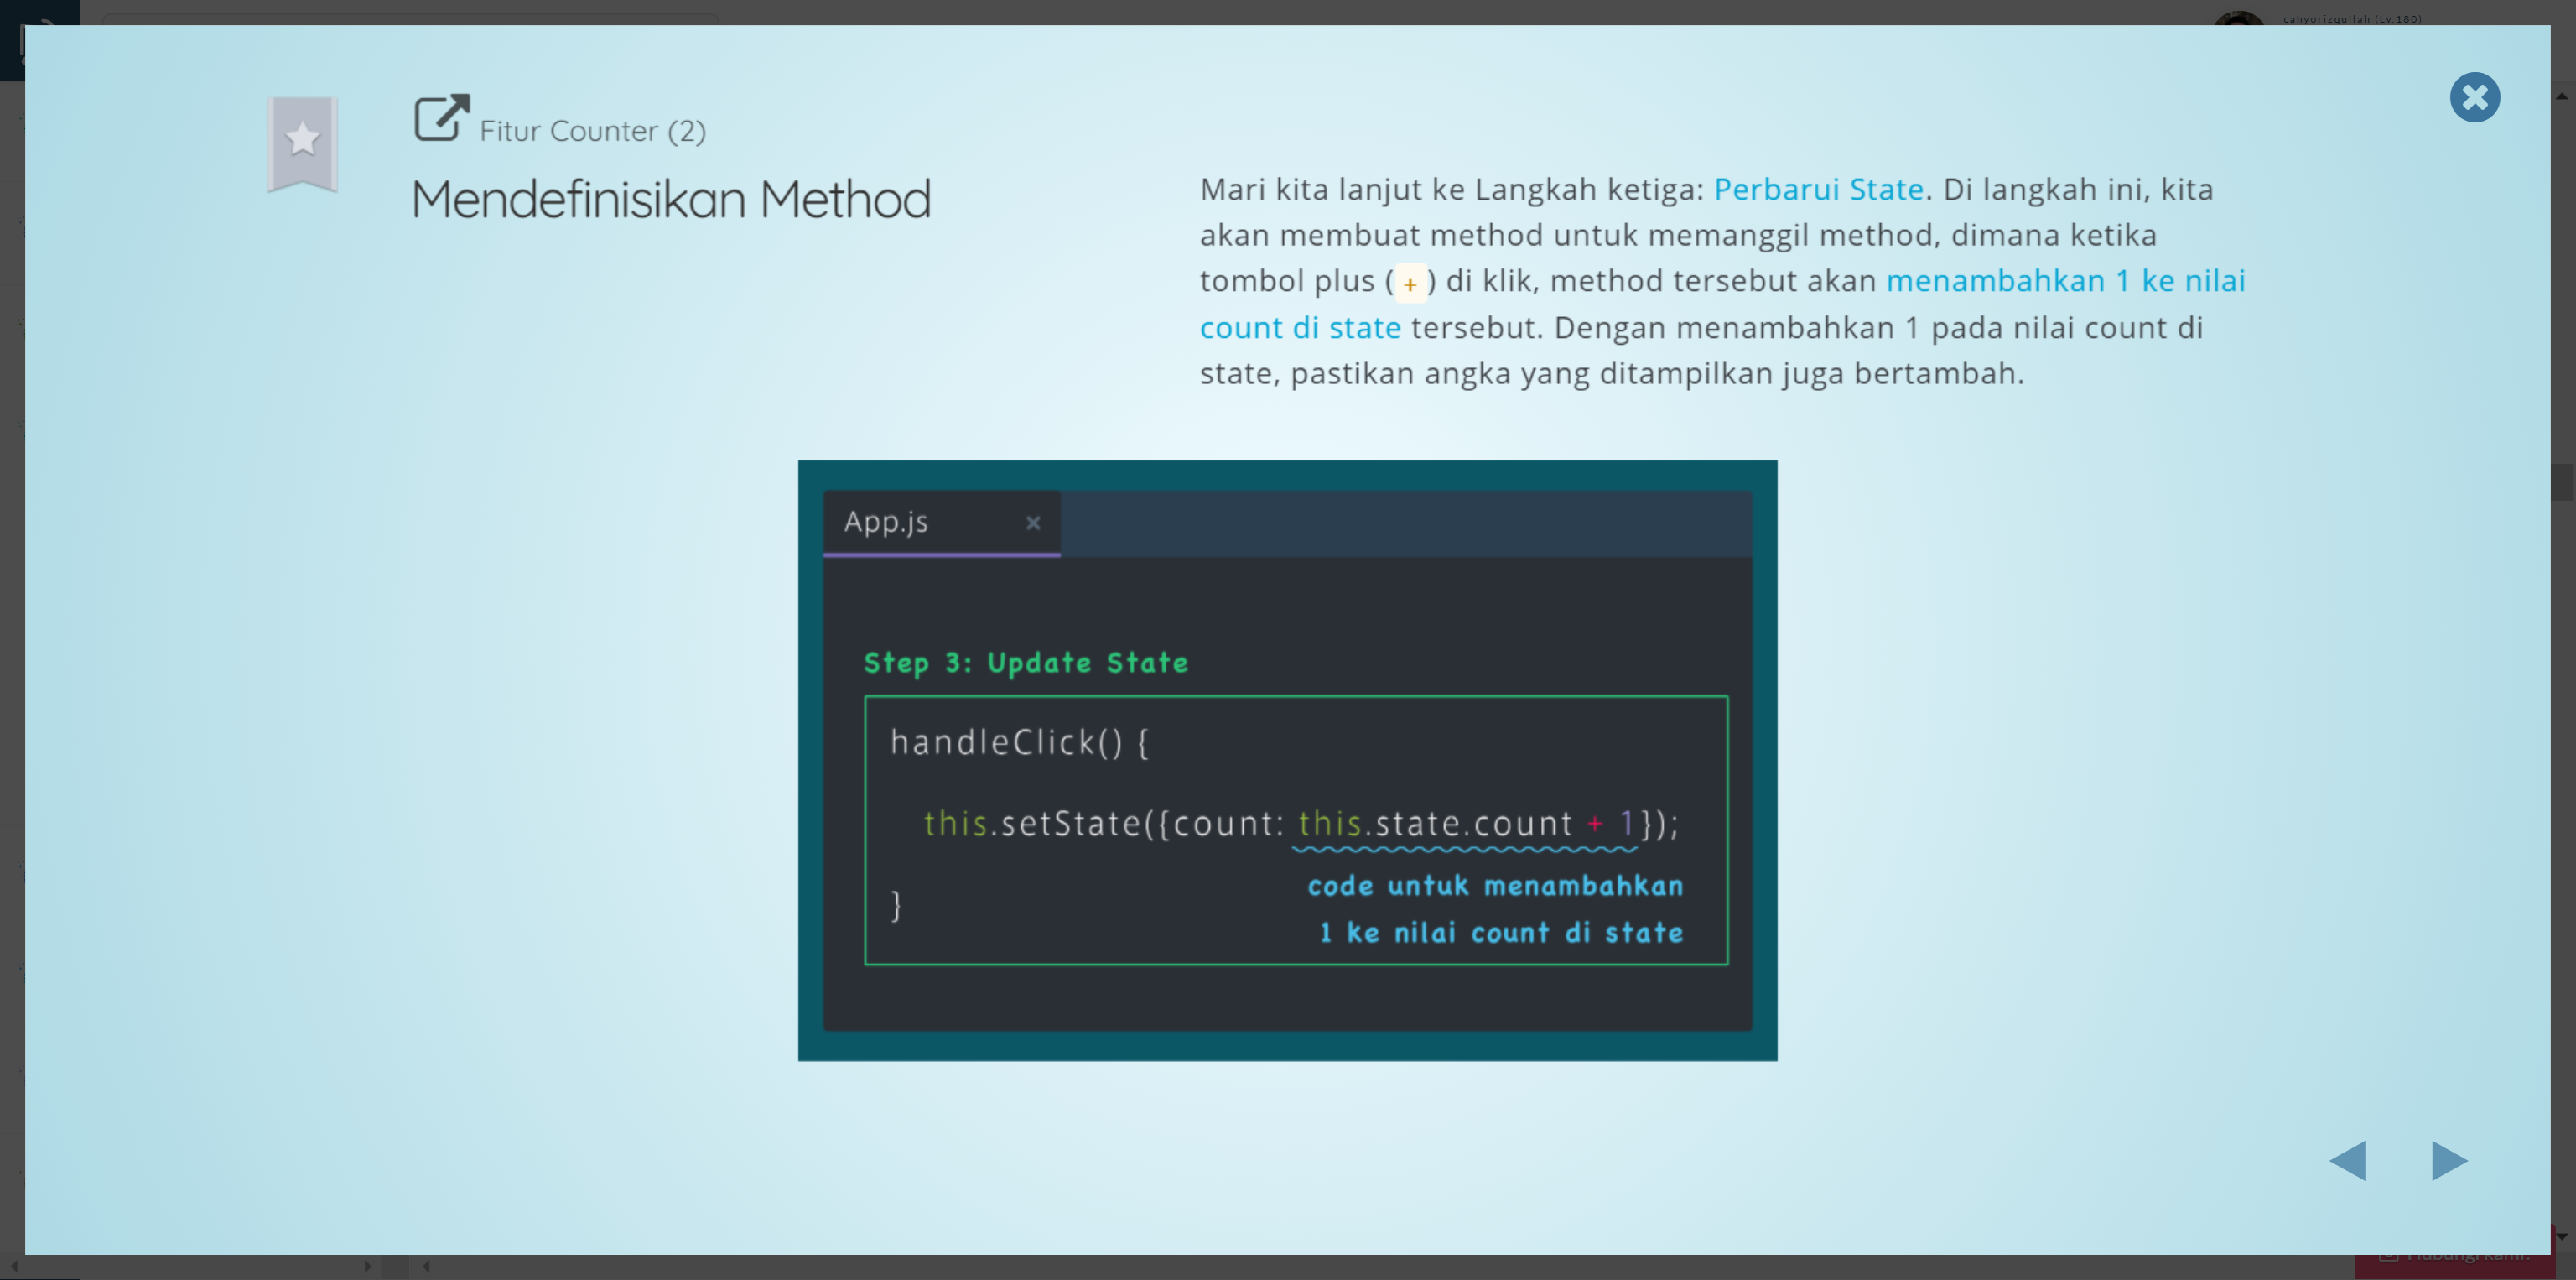 cahyorizqullah (Lv.180)
Fitur Counter (2)
Mendefinisikan Method
Mari kita lanjut ke Langkah ketiga: Perbarui State. Di langkah ini, kita
akan membuat method untuk memanggil method, dimana ketika
tombol plus ( + ) di klik, method tersebut akan menambahkan 1 ke nilai
count di state tersebut. Dengan menambahkan 1 pada nilai count di
state, pastikan angka yang ditampilkan juga bertambah.
App.js
Step 3: Update State
handleClick() {
this.setState({count: this.state.count + 1});
code untuk menambahkan
}
1 ke nilai count di state
Hubungi kami.